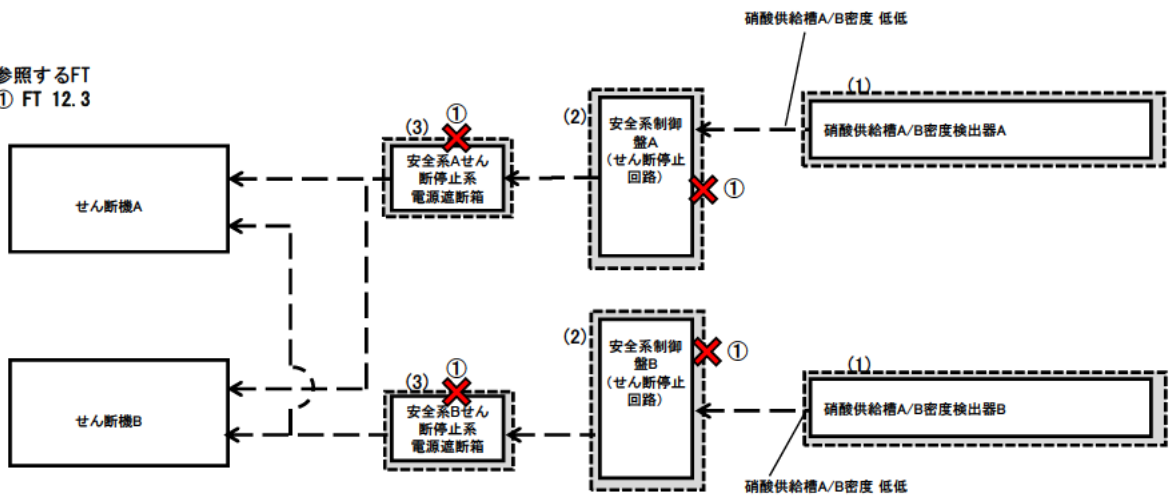 硝酸供給槽A/B密度 低低
参照するFT
① FT 12.3
(1)
硝酸供給槽A/B密度検出器A
(2)
安全系制御
盤A
(せん断停止
回路)
①
(3)
①
安全系Aせん
断停止系
電源遮断箱
せん断機A
(2)
安全系制御
盤B
(せん断停止
回路)
①
(1)
硝酸供給槽A/B密度検出器B
(3)
①
安全系Bせん
断停止系
電源遮断箱
せん断機B
硝酸供給槽A/B密度 低低